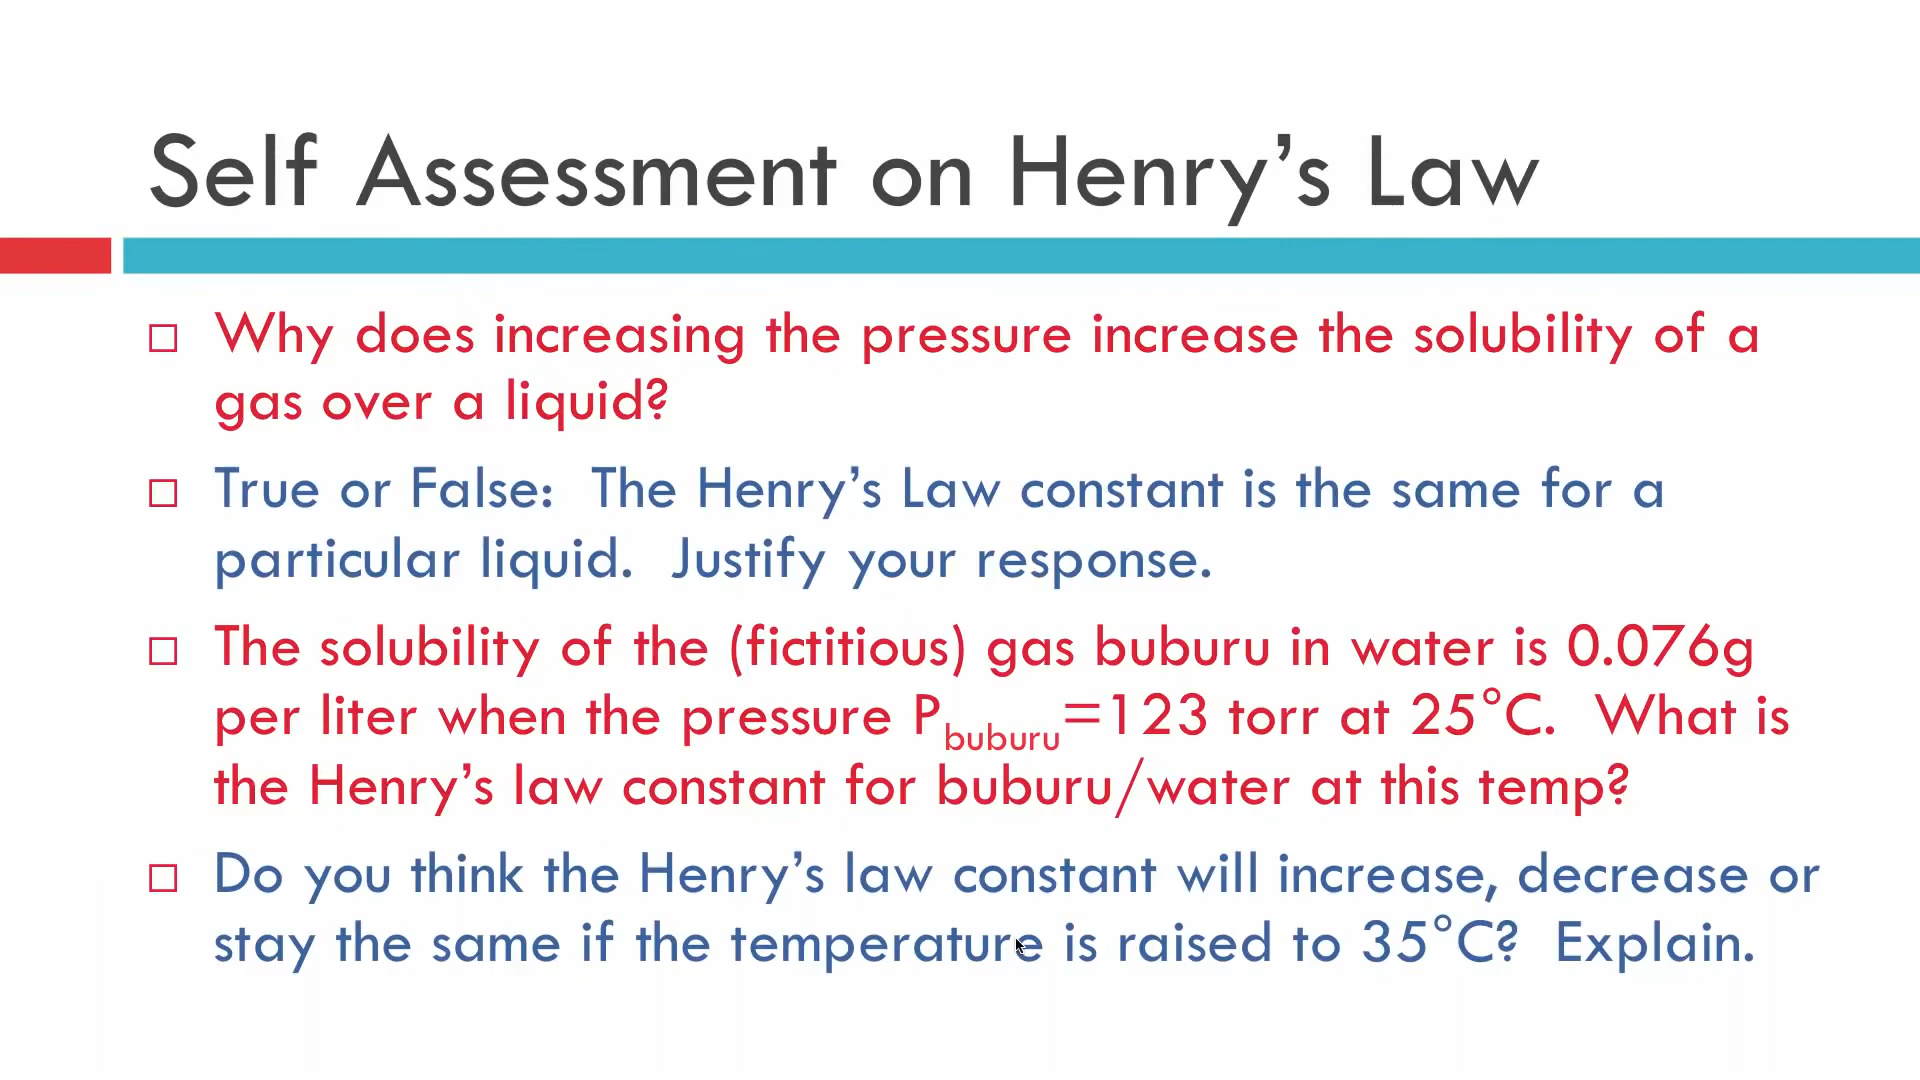 Self Assessment on Henry’s Law
Why does increasing the pressure increase the solubility of a
gas over a liquid?
True or False:  The Henry’s Law constant is the same for a
particular liquid.  Justify your response.
The solubility of the (fictitious) gas buburu in water is 0.076g
per liter when the pressure Pbuburu=123 torr at 25°C.  What is
the Henry’s law constant for buburu/water at this temp?
Do you think the Henry’s law constant will increase, decrease or
stay the same if the temperature is raised to 35°C?  Explain.